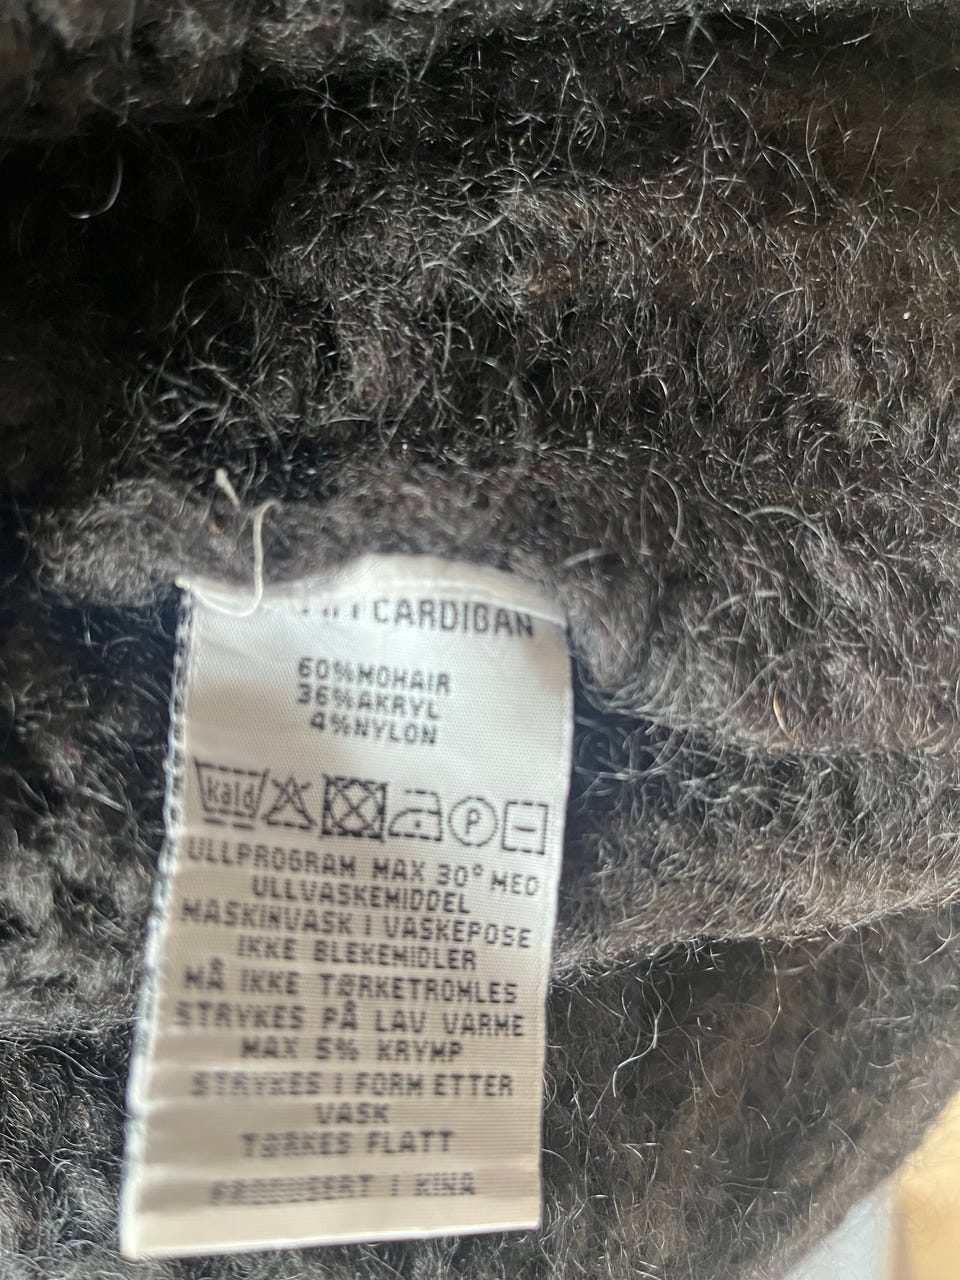 CARDIGAN
60%MOHAIR
36%AKRYL
4%NYLON
kald P
ULLPROGRAM MAX 30° MED
ULLVASKEMIDDEL
MASKINVASK I VASKEPOSE
IKKE BLEKEMIDLER
MÅ IKKE TØRKETROMLES
STRYKES PÅ LAV VARME
MAX 5% KRYMP
STRYKES I FORM ETTER
VASK
TØRKES FLATT
PRODUSERT I KINA